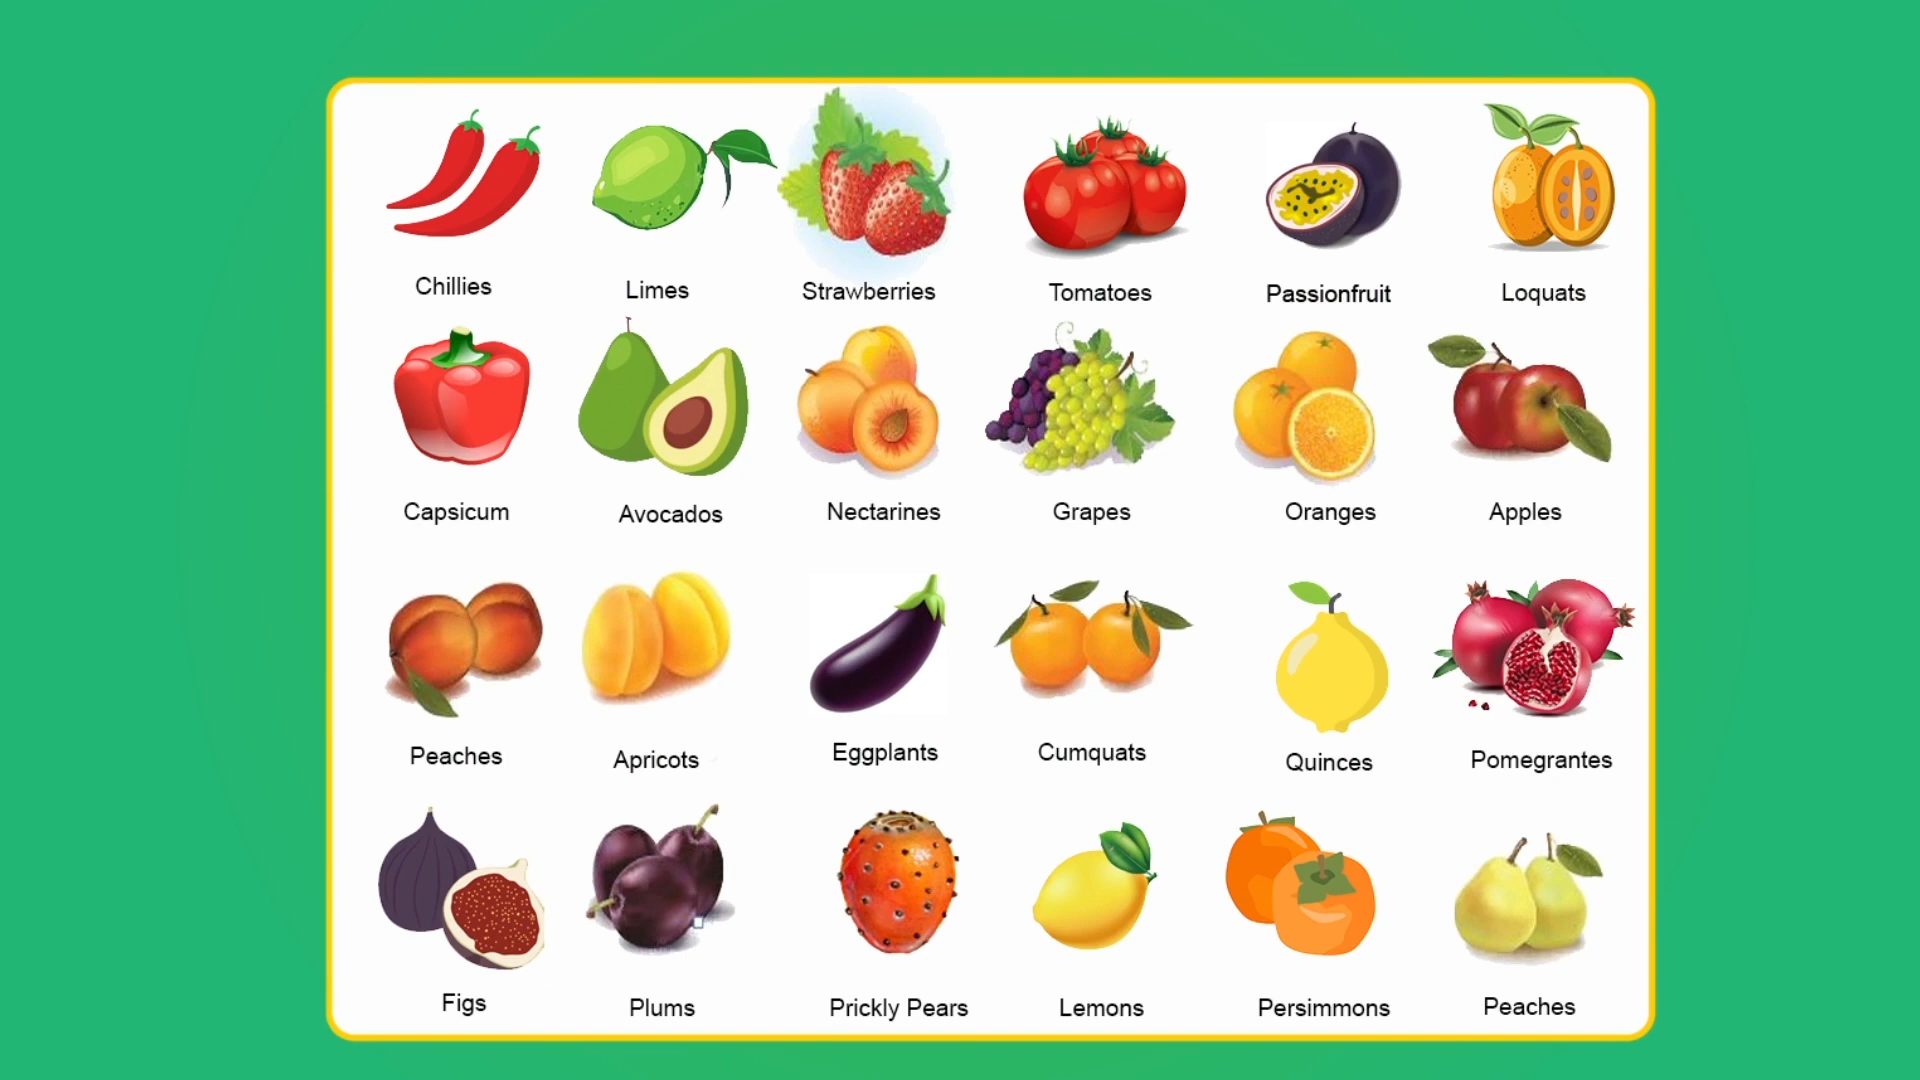 Chillies
Limes
Strawberries
Tomatoes
Passionfruit
Loquats
Capsicum
Avocados
Nectarines
Grapes
Oranges
Apples
Peaches
Apricots
Eggplants
Cumquats
Quinces
Pomegrantes
Figs
Plums
Prickly Pears
Lemons
Persimmons
Peaches